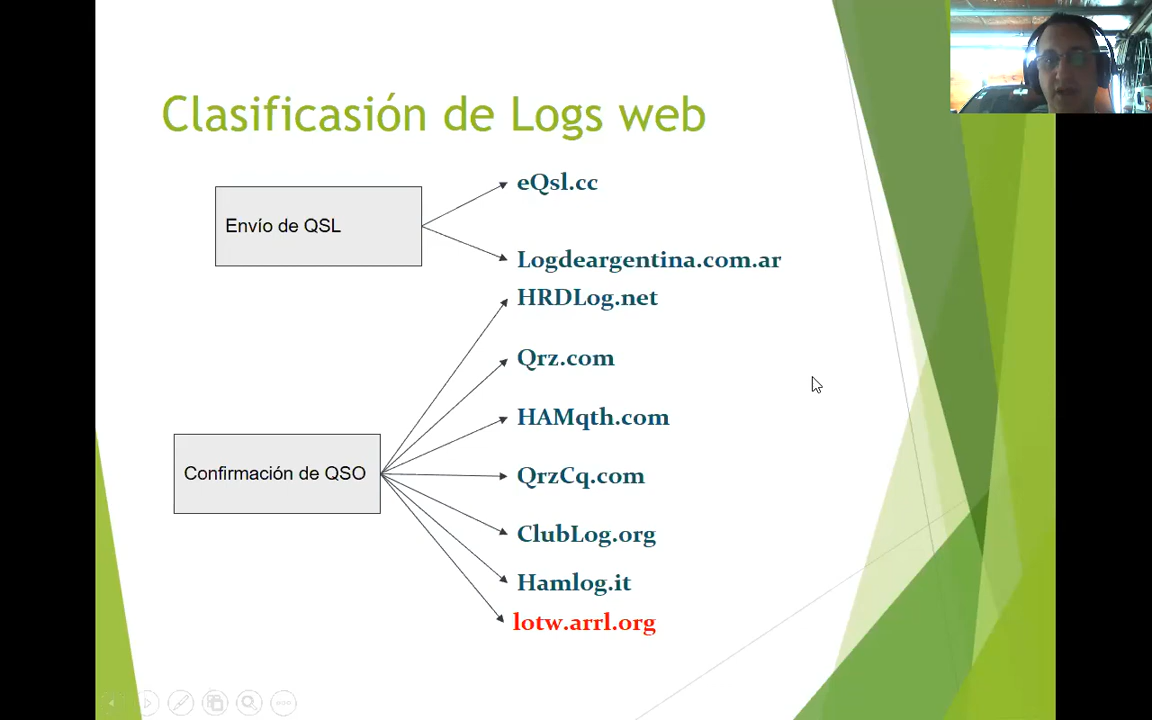 Clasificasión de Logs web
Envío de QSL
eQsl.cc
Logdeargentina.com.ar
Confirmación de QSO
HRDLog.net
Qrz.com
HAMqth.com
QrzCq.com
ClubLog.org
Hamlog.it
lotw.arrl.org